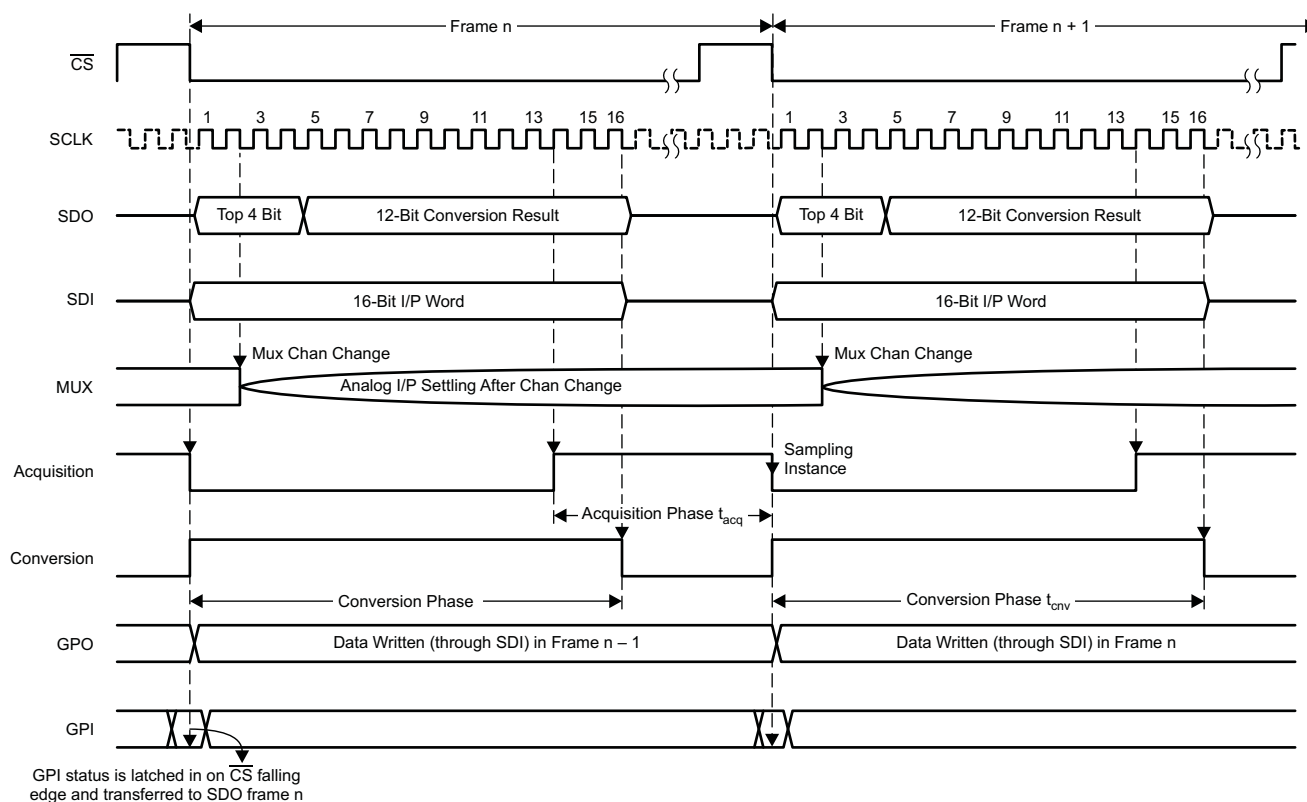 Frame n
Frame n + 1
CS
1 3 5 7 9 11 13 15 16 1 3 5 7 9 11 13 15 16
SCLK
SDO
Top 4 Bit
12-Bit Conversion Result
Top 4 Bit
12-Bit Conversion Result
SDI
16-Bit I/P Word
16-Bit I/P Word
Mux Chan Change
Mux Chan Change
MUX
Analog I/P Settling After Chan Change
Acquisition
Sampling
Instance
Acquisition Phase tacq
Conversion
Conversion Phase
Conversion Phase tcnv
GPO
Data Written (through SDI) in Frame n – 1
Data Written (through SDI) in Frame n
GPI
GPI status is latched in on CS falling
edge and transferred to SDO frame n